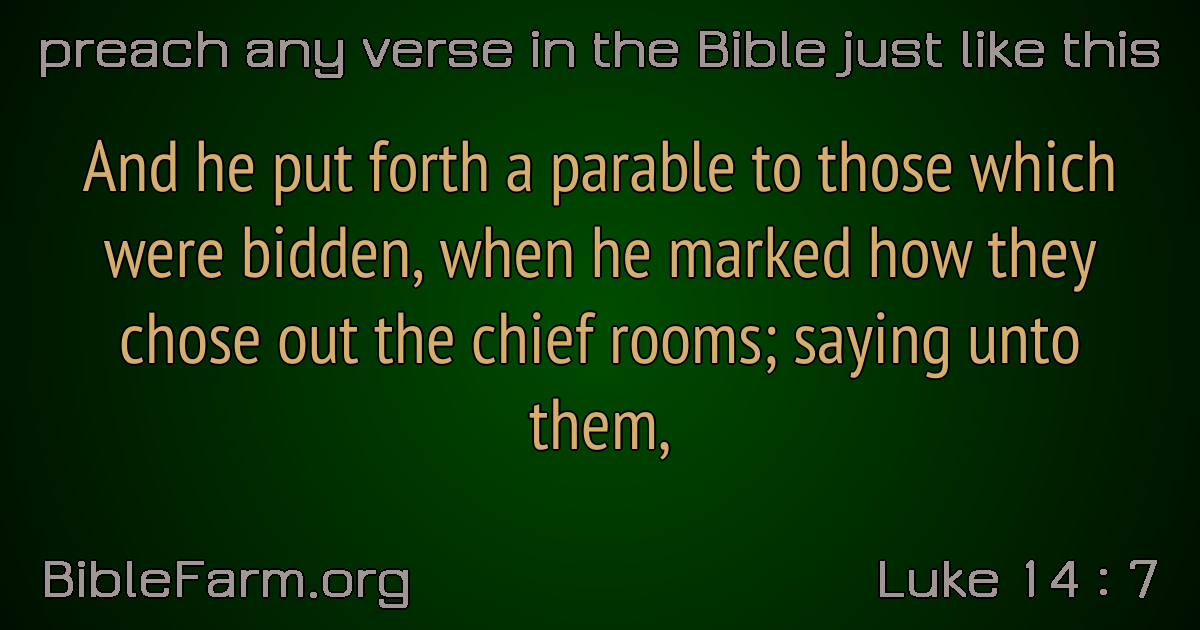 preach any verse in the Bible just like this
And he put forth a parable to those which
were bidden, when he marked how they
chose out the chief rooms; saying unto
them,
BibleFarm.org
Luke 14 : 7